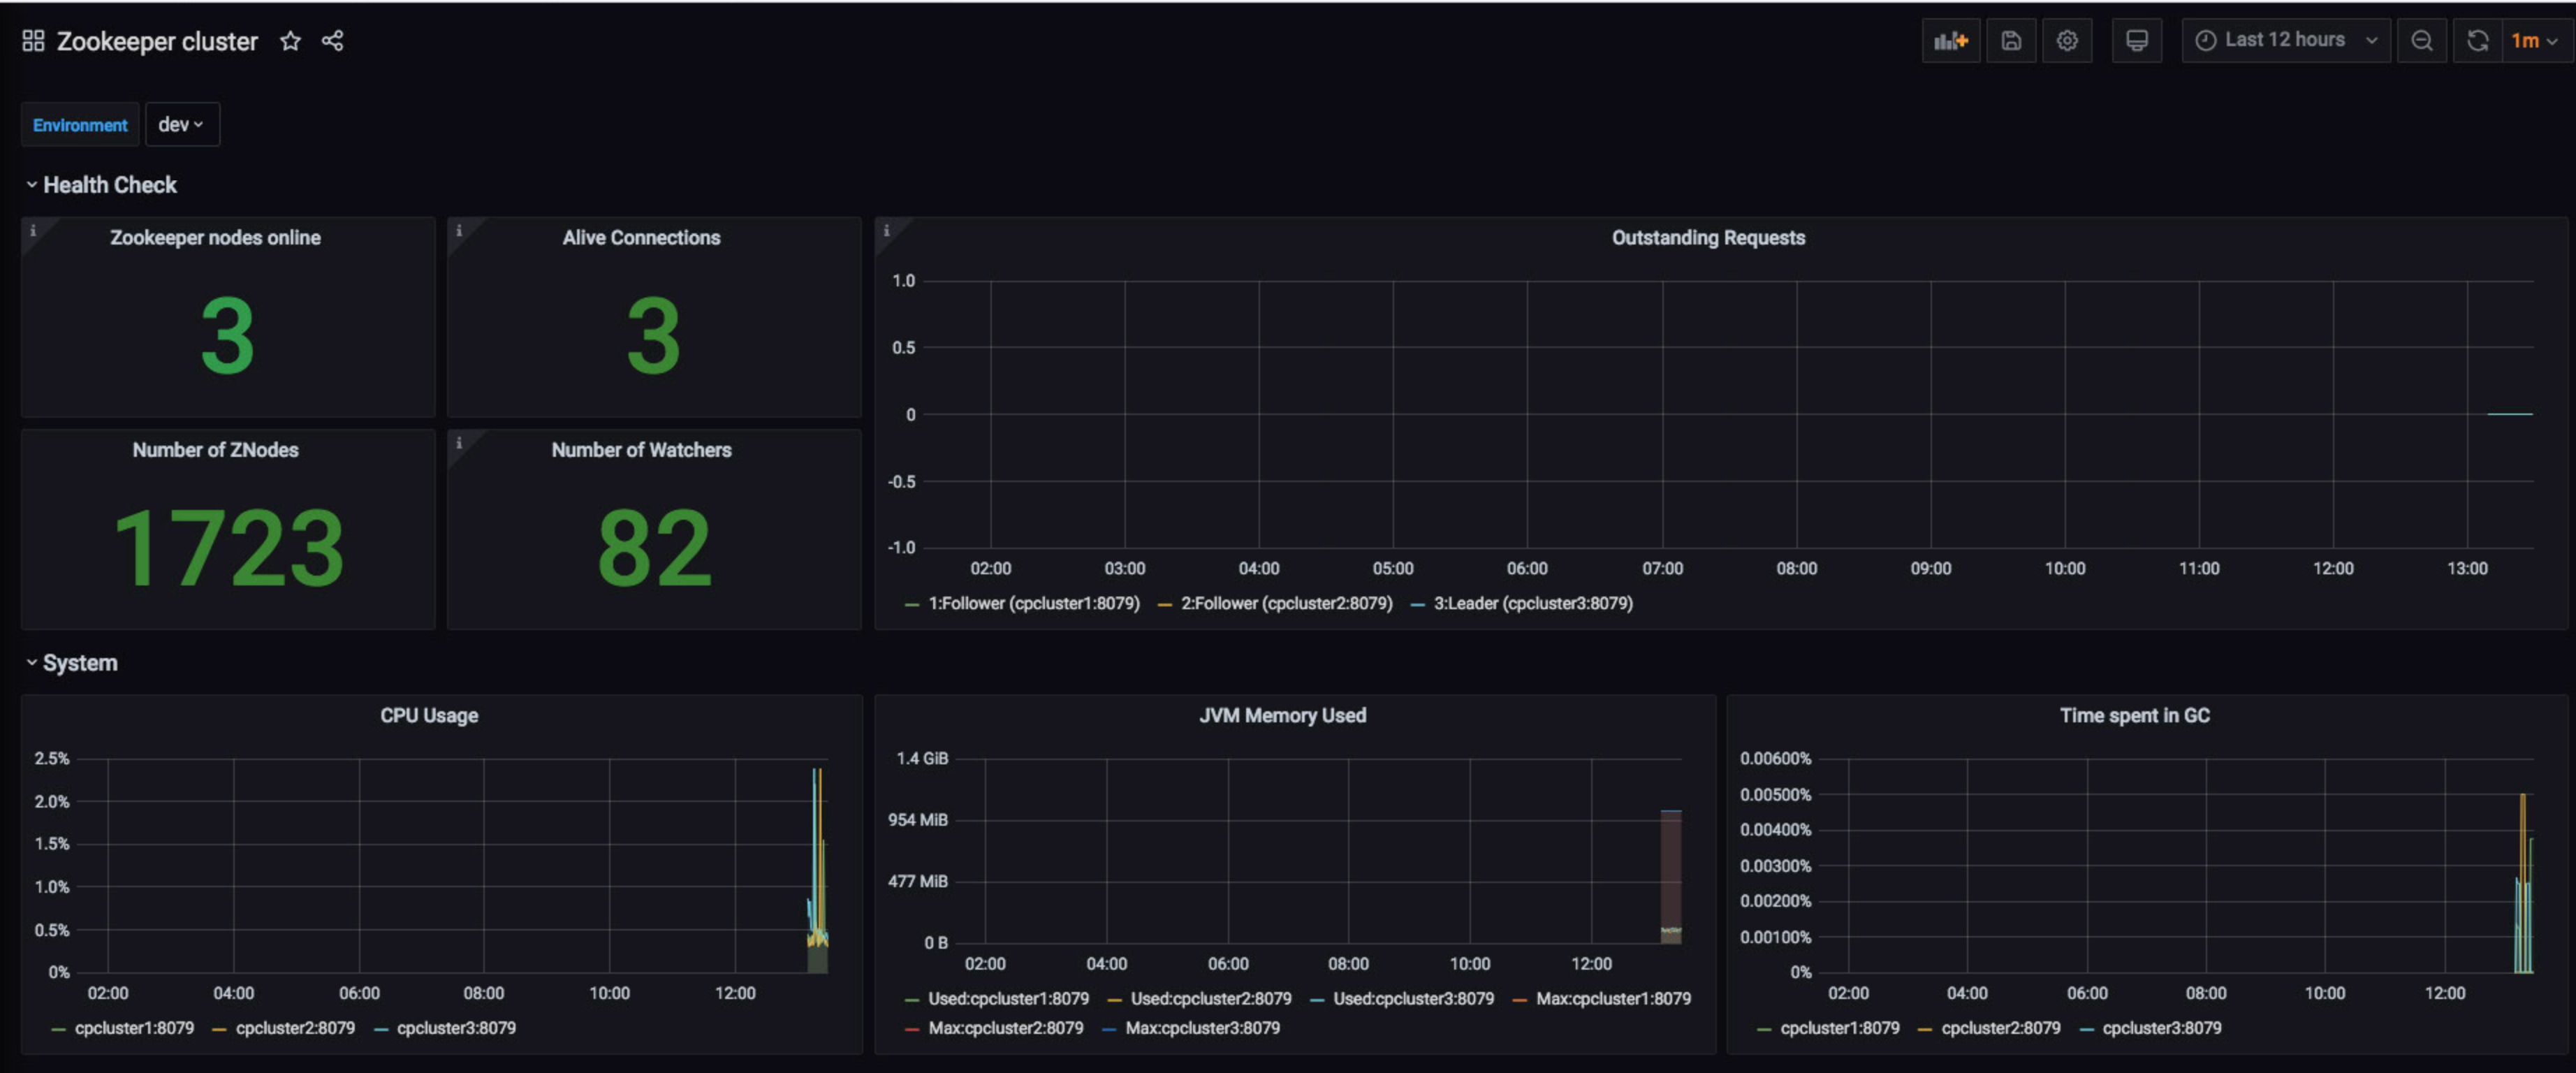 Zookeeper cluster
Last 12 hours
1m
Environment
dev
Health Check
Zookeeper nodes online
3
Alive Connections
3
Number of ZNodes
1723
Number of Watchers
82
Outstanding Requests
1.0
0.5
0
-0.5
-1.0
02:00 03:00 04:00 05:00 06:00 07:00 08:00 09:00 10:00 11:00 12:00 13:00
1:Follower (cpcluster1:8079) 2:Follower (cpcluster2:8079) 3:Leader (cpcluster3:8079)
System
CPU Usage
2.5%
2.0%
1.5%
1.0%
0.5%
0%
02:00 04:00 06:00 08:00 10:00 12:00
cpcluster1:8079 cpcluster2:8079 cpcluster3:8079
JVM Memory Used
1.4 GiB
954 MiB
477 MiB
0 B
02:00 04:00 06:00 08:00 10:00 12:00
Used:cpcluster1:8079 Used:cpcluster2:8079 Used:cpcluster3:8079 Max:cpcluster1:8079
Max:cpcluster2:8079 Max:cpcluster3:8079
Time spent in GC
0.00600%
0.00500%
0.00400%
0.00300%
0.00200%
0.00100%
0%
02:00 04:00 06:00 08:00 10:00 12:00
cpcluster1:8079 cpcluster2:8079 cpcluster3:8079